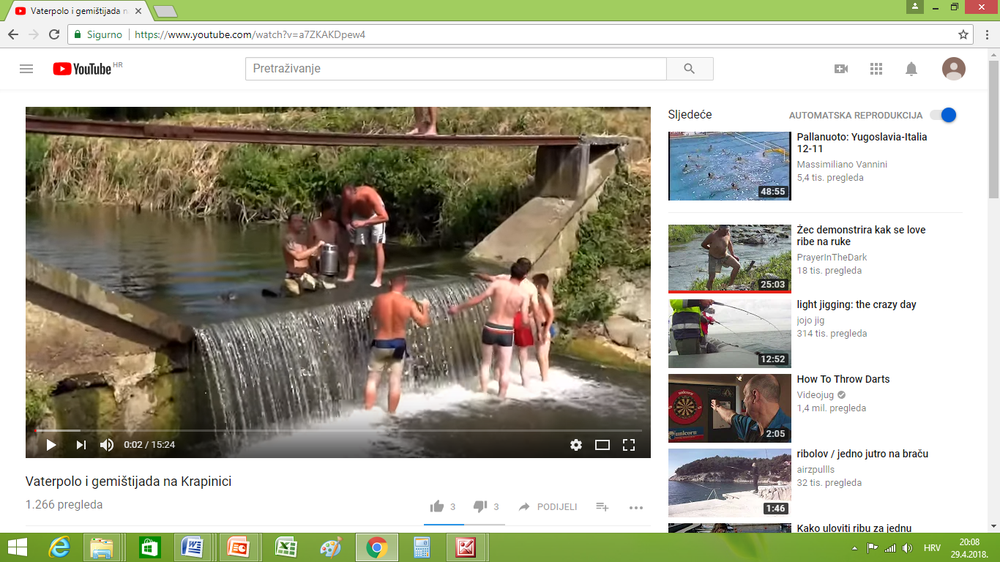 Vaterpolo i gemištijada na
Sigurno
https://www.youtube.com/watch?v=a7ZKAKDpew4
YouTube HR
Pretraživanje
0:02 / 15:24
Vaterpolo i gemištijada na Krapinici
1.266 pregleda
3
3
PODIJELI
Sljedeće
AUTOMATSKA REPRODUKCIJA
Pallanuoto: Yugoslavia-Italia
12-11
Massimiliano Vannini
5,4 tis. pregleda
48:55
Žec demonstrira kak se love
ribe na ruke
PrayerInTheDark
18 tis. pregleda
25:03
light jigging: the crazy day
jojo jig
314 tis. pregleda
12:52
How To Throw Darts
Videojug
1,4 mil. pregleda
unicorn
unicorn
2:05
ribolov / jedno jutro na braču
airzpullls
32 tis. pregleda
1:46
Kako uloviti ribu za jednu
HRV
20:08
29.4.2018.